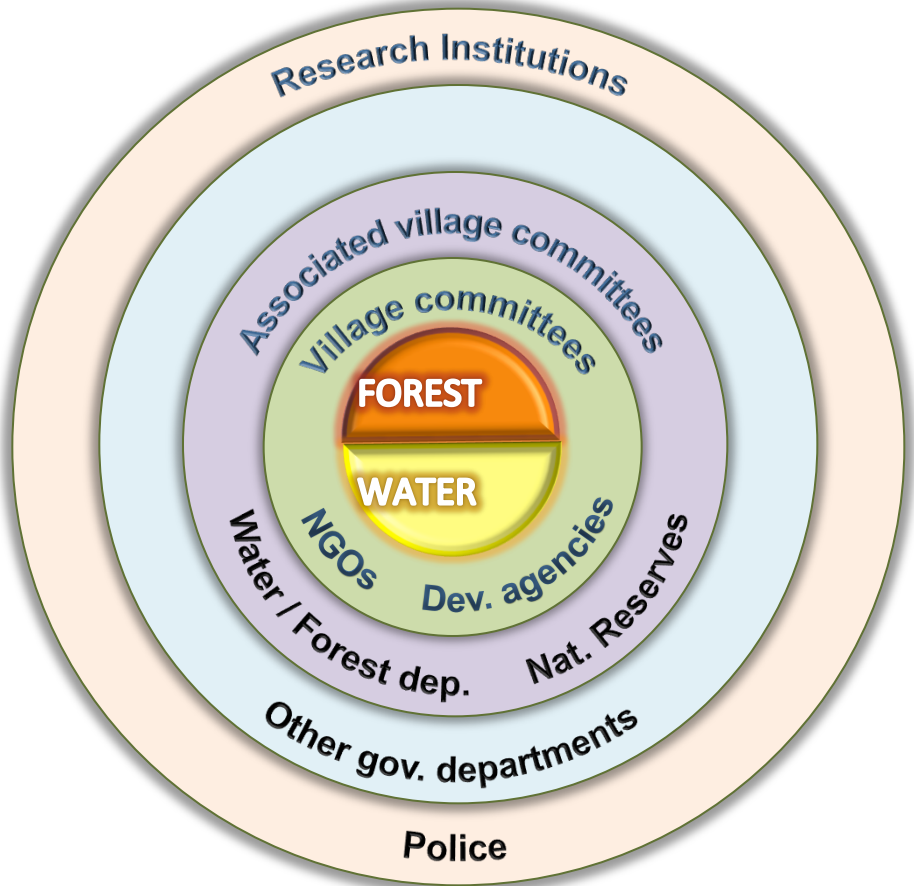 Research Institutions
Associated village committees
Village committees
FOREST
WATER
NGOs
Dev. agencies
Water / Forest dep.
Nat. Reserves
Other gov. departments
Police